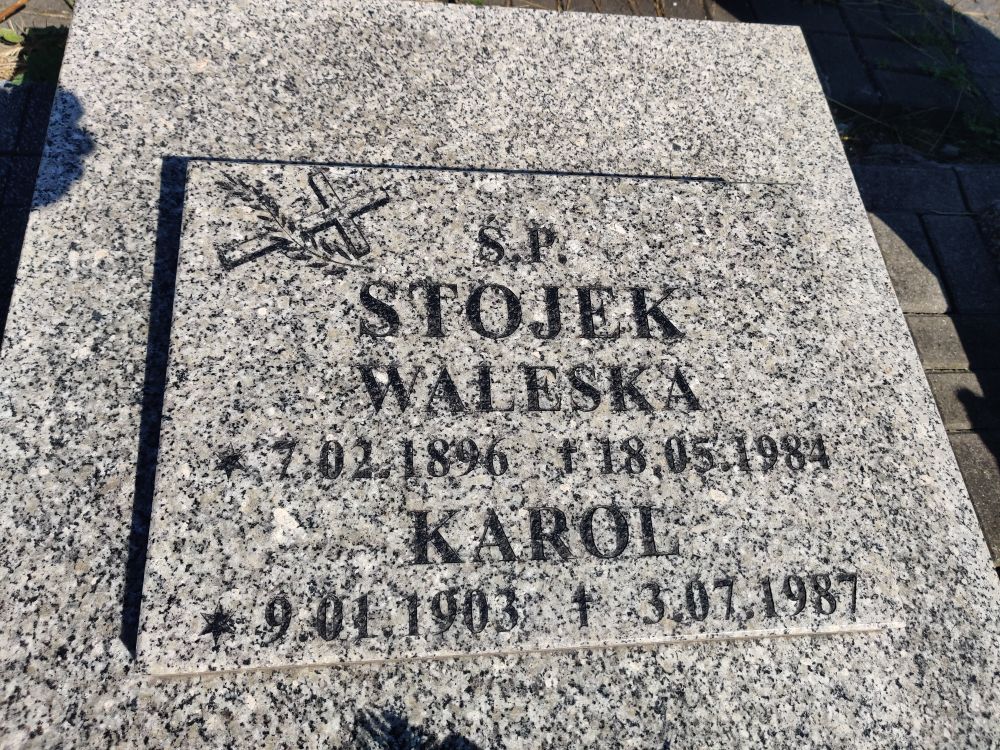 Ś.P.
STOJEK
WALESKA
* 7.02.1896 † 18.05.1984
KAROL
* 9.01.1903 † 3.07.1987